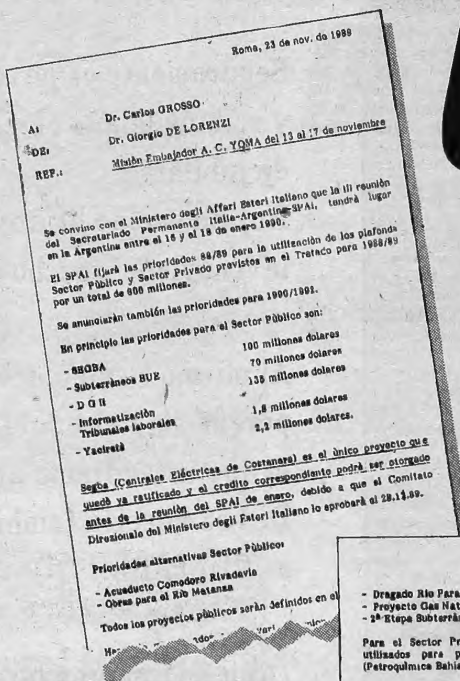 Roma, 23 de nov. de 1989
A: Dr. Carlos GROSSO
DE: Dr. Giorgio DE LORENZI
REF.: Misión Embajador A. C. YOMA del 13 al 17 de noviembre
Se convino con el Ministero degli Affari Esteri Italiano que la III reunión
del Secretariado Permanente Italia-Argentina-SPAI, tendrá lugar
en la Argentina entre el 16 y el 18 de enero 1990.
El SPAI fijará las prioridades 88/89 para la utilización de los plafonds
Sector Público y Sector Privado previstos en el Tratado para 1988/89
por un total de 600 millones.
Se anunciarán también las prioridades para 1990/1992.
En principio las prioridades para el Sector Público son:
- SEGBA 100 millones dolares
- Subterráneos BUE 70 millones dolares
- D G I 135 millones dolares
- Informatización
Tribunales laborales 1,8 millones dolares
- Yaciretá 2,2 millones dolares.
Segba (Centrales Eléctricas de Costanera) es el único proyecto que
quedó ya ratificado y el credito correspondiente podrá ser otorgado
antes de la reunión del SPAI de enero, debido a que el Comitato
Direzionale del Ministero degli Esteri Italiano lo aprobará el
Prioridades alternativas Sector Público:
- Acueducto Comodoro Rivadavia
- Obras para el Río Matanza
Todos los proyectos públicos serán definidos en el
- Dragado Río Para
- Proyecto Gas Nat
- 2ª Etapa Subterrán
Para el Sector Pr
utilizados para p
(Petroquímica Bahía